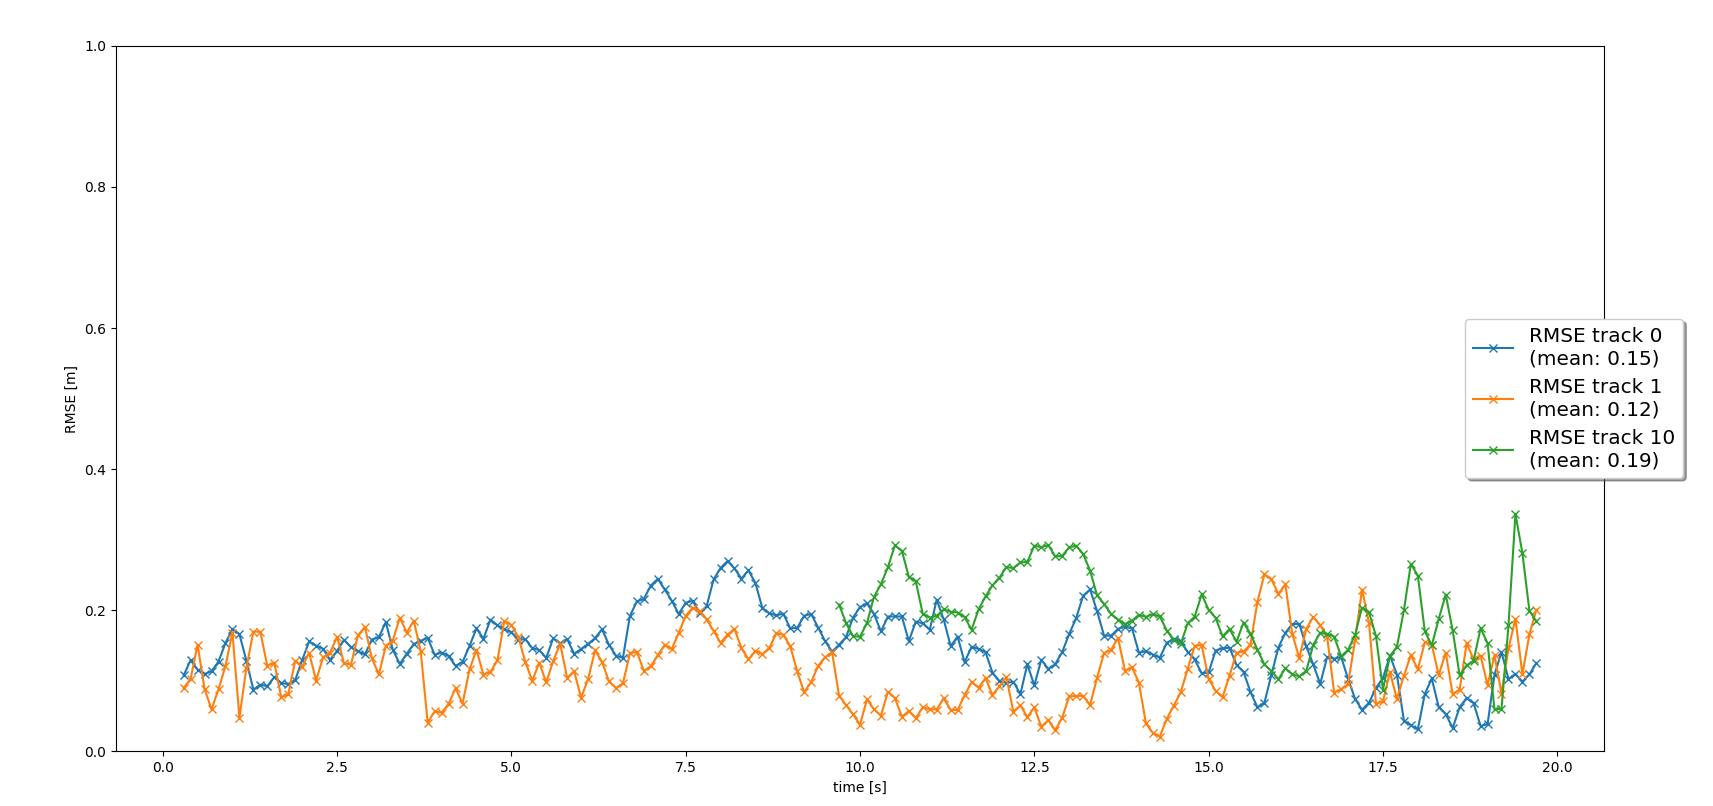 1.0
0.8
0.6
0.4
0.2
0.0
RMSE [m]
0.0 2.5 5.0 7.5 10.0 12.5 15.0 17.5 20.0
time [s]
RMSE track 0
(mean: 0.15)
RMSE track 1
(mean: 0.12)
RMSE track 10
(mean: 0.19)